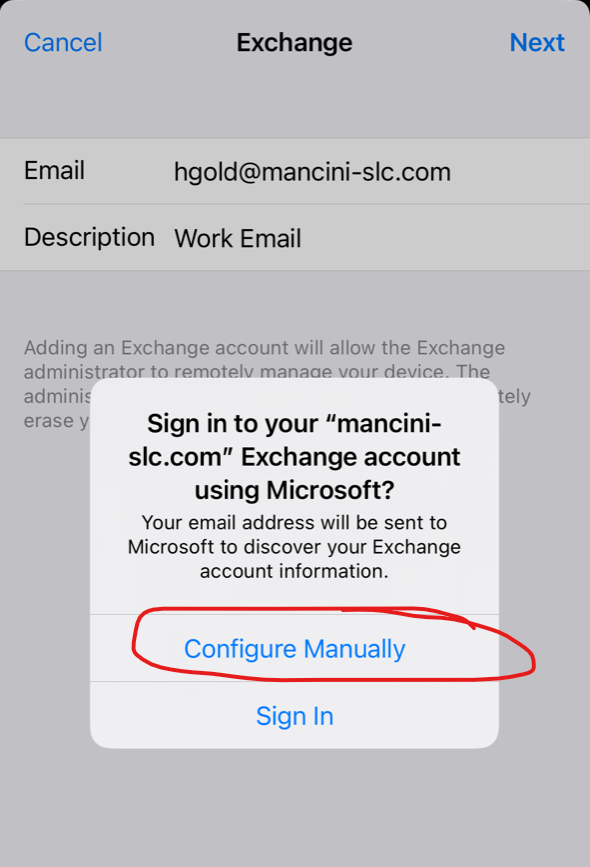 Cancel Exchange Next
Email hgold@mancini-slc.com
Description Work Email
Adding an Exchange account will allow the Exchange
administrator to remotely manage your device. The
adminis tely
erase y
Sign in to your “mancini-
slc.com” Exchange account
using Microsoft?
Your email address will be sent to
Microsoft to discover your Exchange
account information.
Configure Manually
Sign In